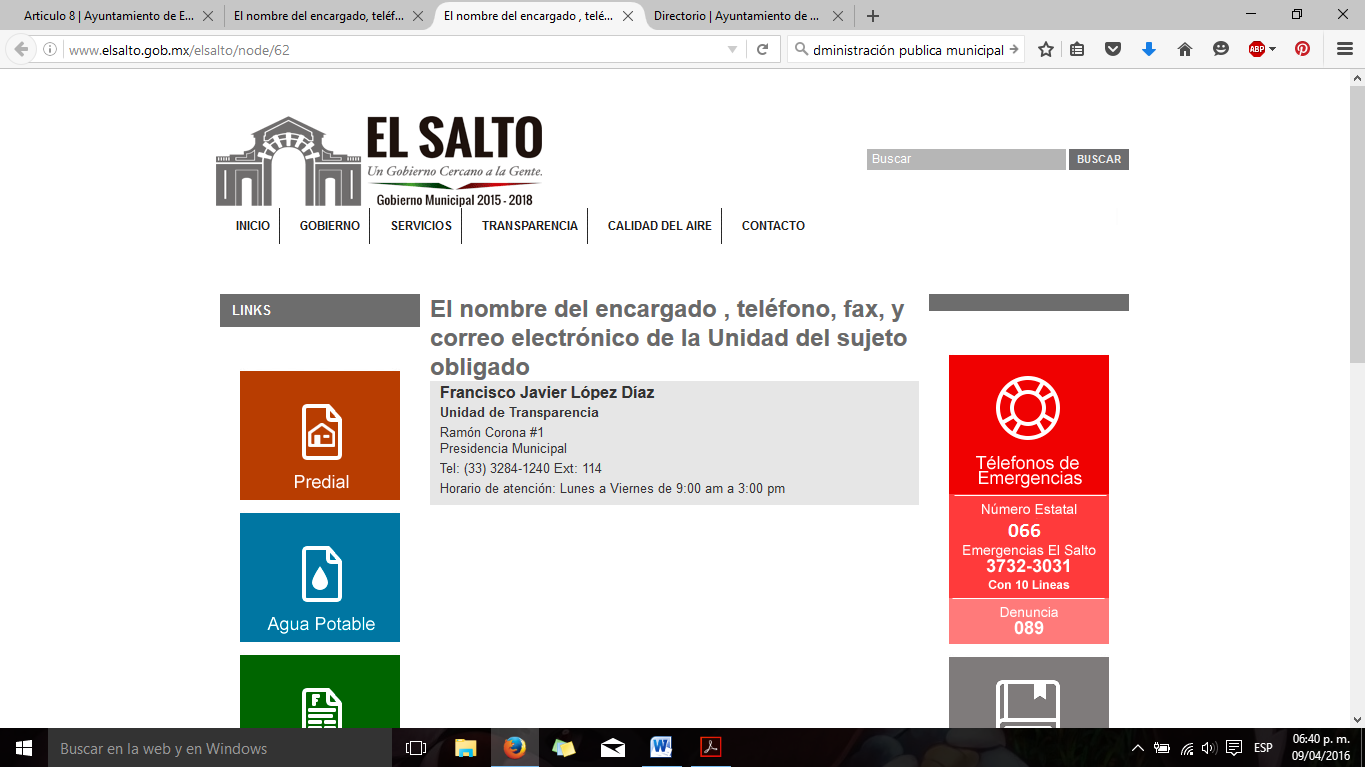 Articulo 8 | Ayuntamiento de E...
El nombre del encargado, teléf...
El nombre del encargado , telé...
Directorio | Ayuntamiento de ...
www.elsalto.gob.mx/elsalto/node/62
dministración publica municipal
ABP
EL SALTO
Un Gobierno Cercano a la Gente.
Gobierno Municipal 2015 - 2018
Buscar
BUSCAR
INICIO
GOBIERNO
SERVICIOS
TRANSPARENCIA
CALIDAD DEL AIRE
CONTACTO
LINKS
Predial
Agua Potable
F
El nombre del encargado , teléfono, fax, y
correo electrónico de la Unidad del sujeto
obligado
Francisco Javier López Díaz
Unidad de Transparencia
Ramón Corona #1
Presidencia Municipal
Tel: (33) 3284-1240 Ext: 114
Horario de atención: Lunes a Viernes de 9:00 am a 3:00 pm
Télefonos de
Emergencias
Número Estatal
066
Emergencias El Salto
3732-3031
Con 10 Lineas
Denuncia
089
Buscar en la web y en Windows
ESP
06:40 p. m.
09/04/2016